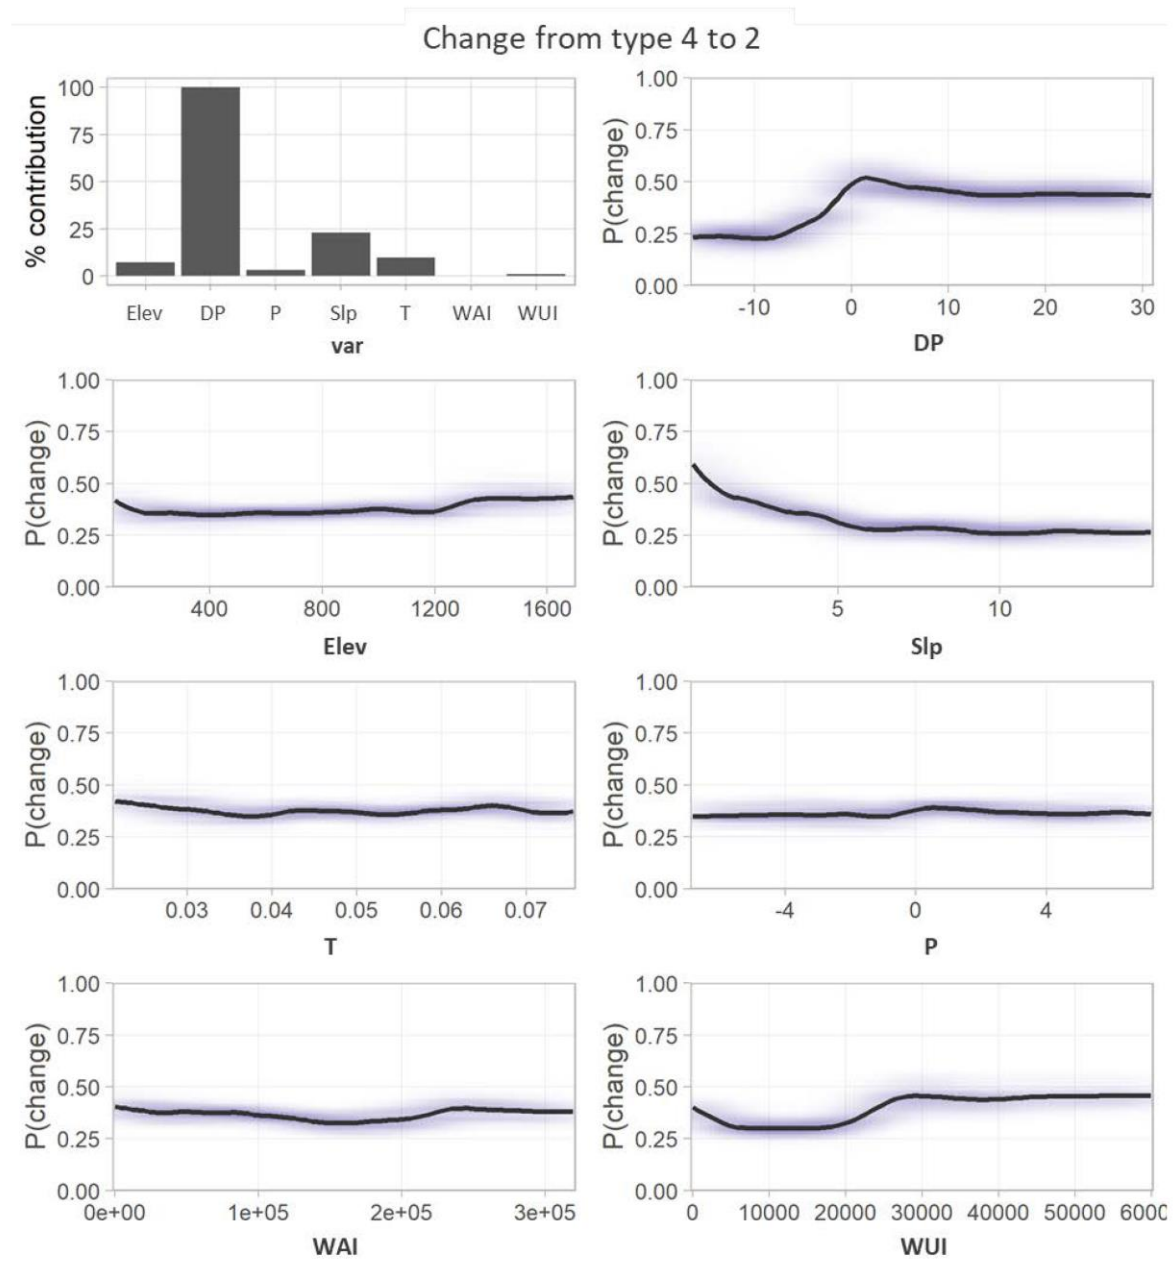 Change from type 4 to 2
% contribution
100
75
50
25
0
Elev DP P Slp T WAI WUI
var
P(change)
1.00
0.75
0.50
0.25
0.00
-10 0 10 20 30
DP
P(change)
1.00
0.75
0.50
0.25
0.00
400 800 1200 1600
Elev
P(change)
1.00
0.75
0.50
0.25
0.00
5 10
Slp
P(change)
1.00
0.75
0.50
0.25
0.00
0.03 0.04 0.05 0.06 0.07
T
P(change)
1.00
0.75
0.50
0.25
0.00
-4 0 4
P
P(change)
1.00
0.75
0.50
0.25
0.00
0e+00 1e+05 2e+05 3e+05
WAI
P(change)
1.00
0.75
0.50
0.25
0.00
0 10000 20000 30000 40000 50000 6000
WUI